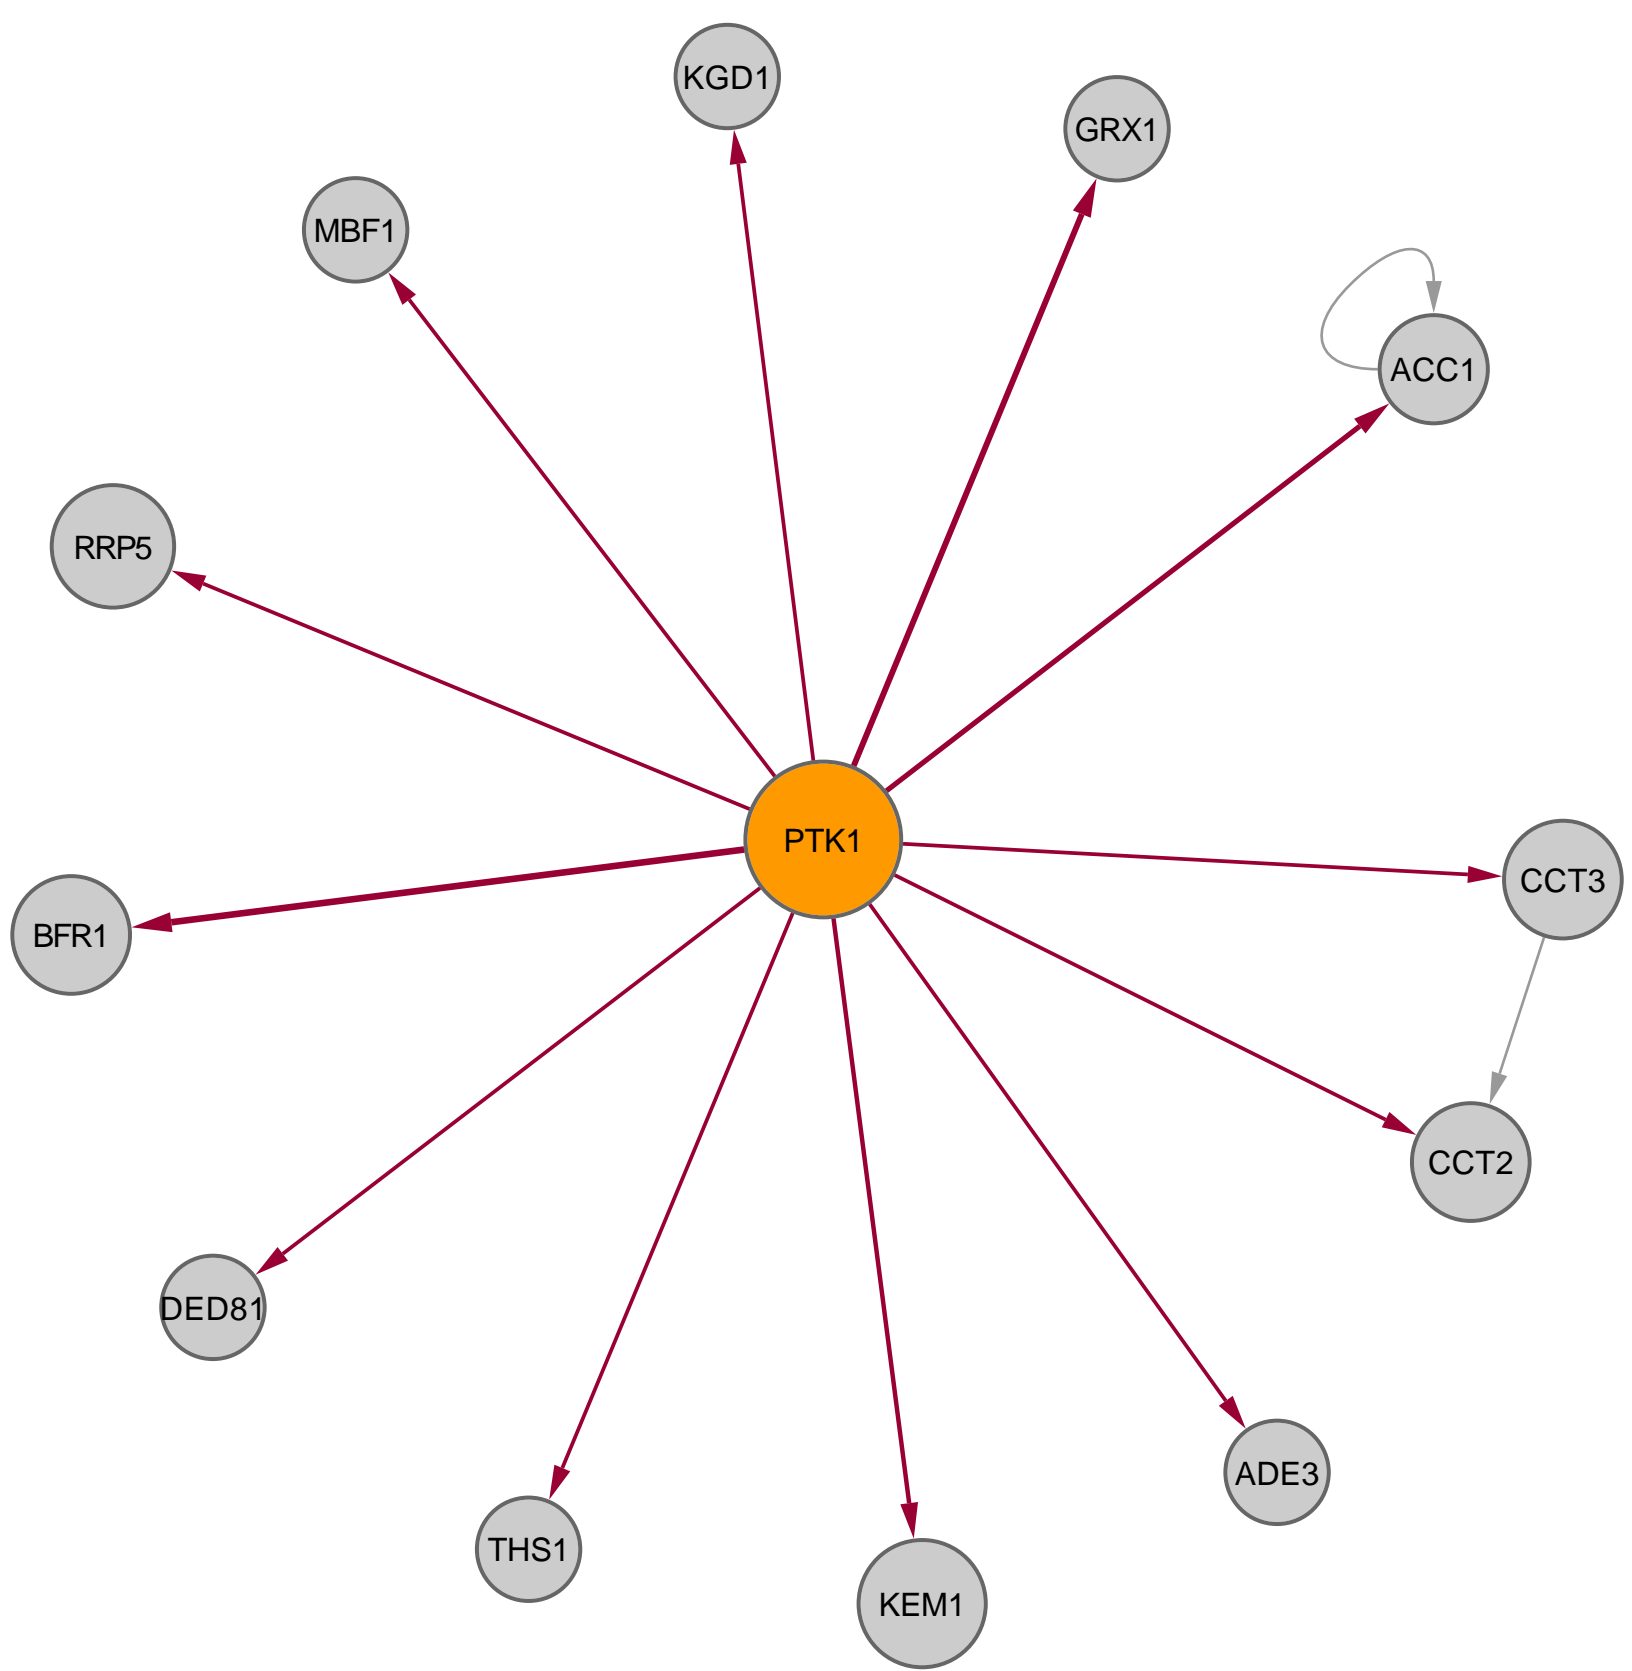 KGD1
GRX1
MBF1
ACC1
RRP5
PTK1
CCT3
BFR1
CCT2
DED81
ADE3
THS1
KEM1